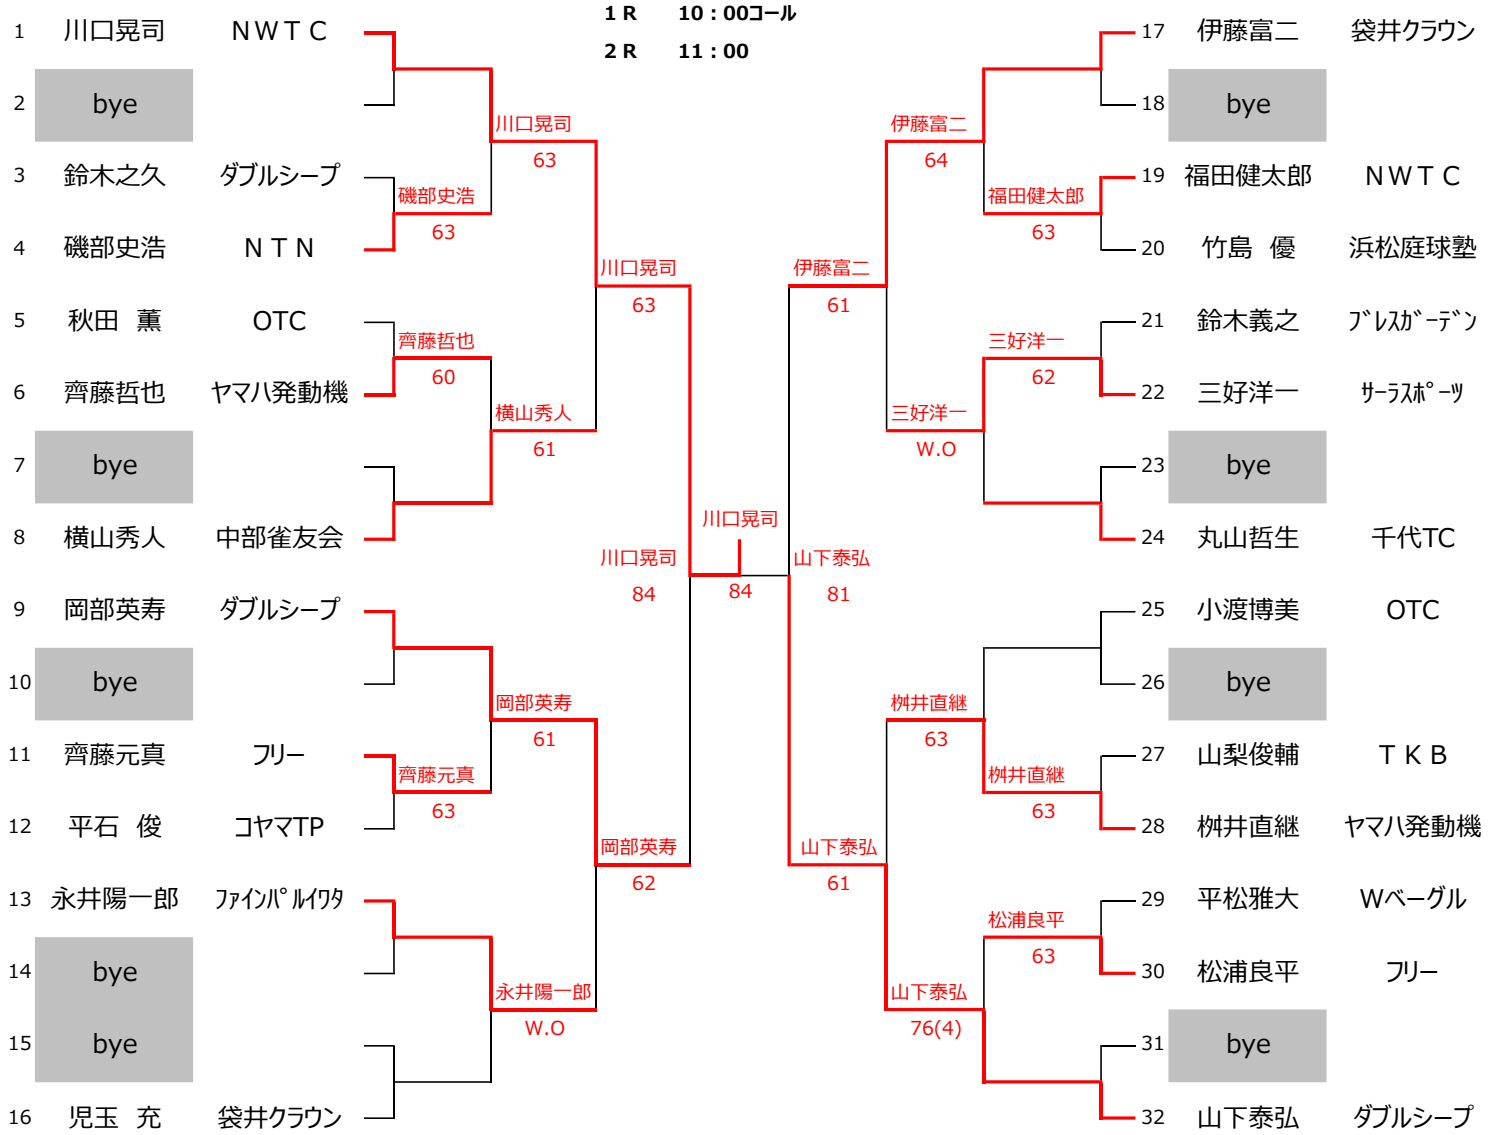 1 R 10：00コール
2 R 11：00
1 川口晃司 ＮＷＴＣ
2 bye
3 鈴木之久 ダブルシープ
4 磯部史浩 ＮＴＮ
5 秋田　薫 OTC
6 齊藤哲也 ヤマハ発動機
7 bye
8 横山秀人 中部雀友会
9 岡部英寿 ダブルシープ
10 bye
11 齊藤元真 フリー
12 平石　俊 コヤマTP
13 永井陽一郎 ﾌｧｲﾝﾊﾟﾙｲﾜﾀ
14 bye
15 bye
16 児玉　充 袋井クラウン
磯部史浩
63
齊藤哲也
60
齊藤元真
63
川口晃司
63
横山秀人
61
岡部英寿
61
永井陽一郎
W.O
川口晃司
63
岡部英寿
62
川口晃司
84
川口晃司
84
山下泰弘
81
伊藤富二
61
山下泰弘
61
伊藤富二
64
三好洋一
W.O
桝井直継
63
山下泰弘
76(4)
福田健太郎
63
三好洋一
62
桝井直継
63
松浦良平
63
17 伊藤富二 袋井クラウン
18 bye
19 福田健太郎 ＮＷＴＣ
20 竹島　優 浜松庭球塾
21 鈴木義之 ﾌﾞﾚｽｶﾞｰﾃﾞﾝ
22 三好洋一 ｻｰﾗｽﾎﾟｰﾂ
23 bye
24 丸山哲生 千代TC
25 小渡博美 OTC
26 bye
27 山梨俊輔 ＴＫＢ
28 桝井直継 ヤマハ発動機
29 平松雅大 Wベーグル
30 松浦良平 フリー
31 bye
32 山下泰弘 ダブルシープ